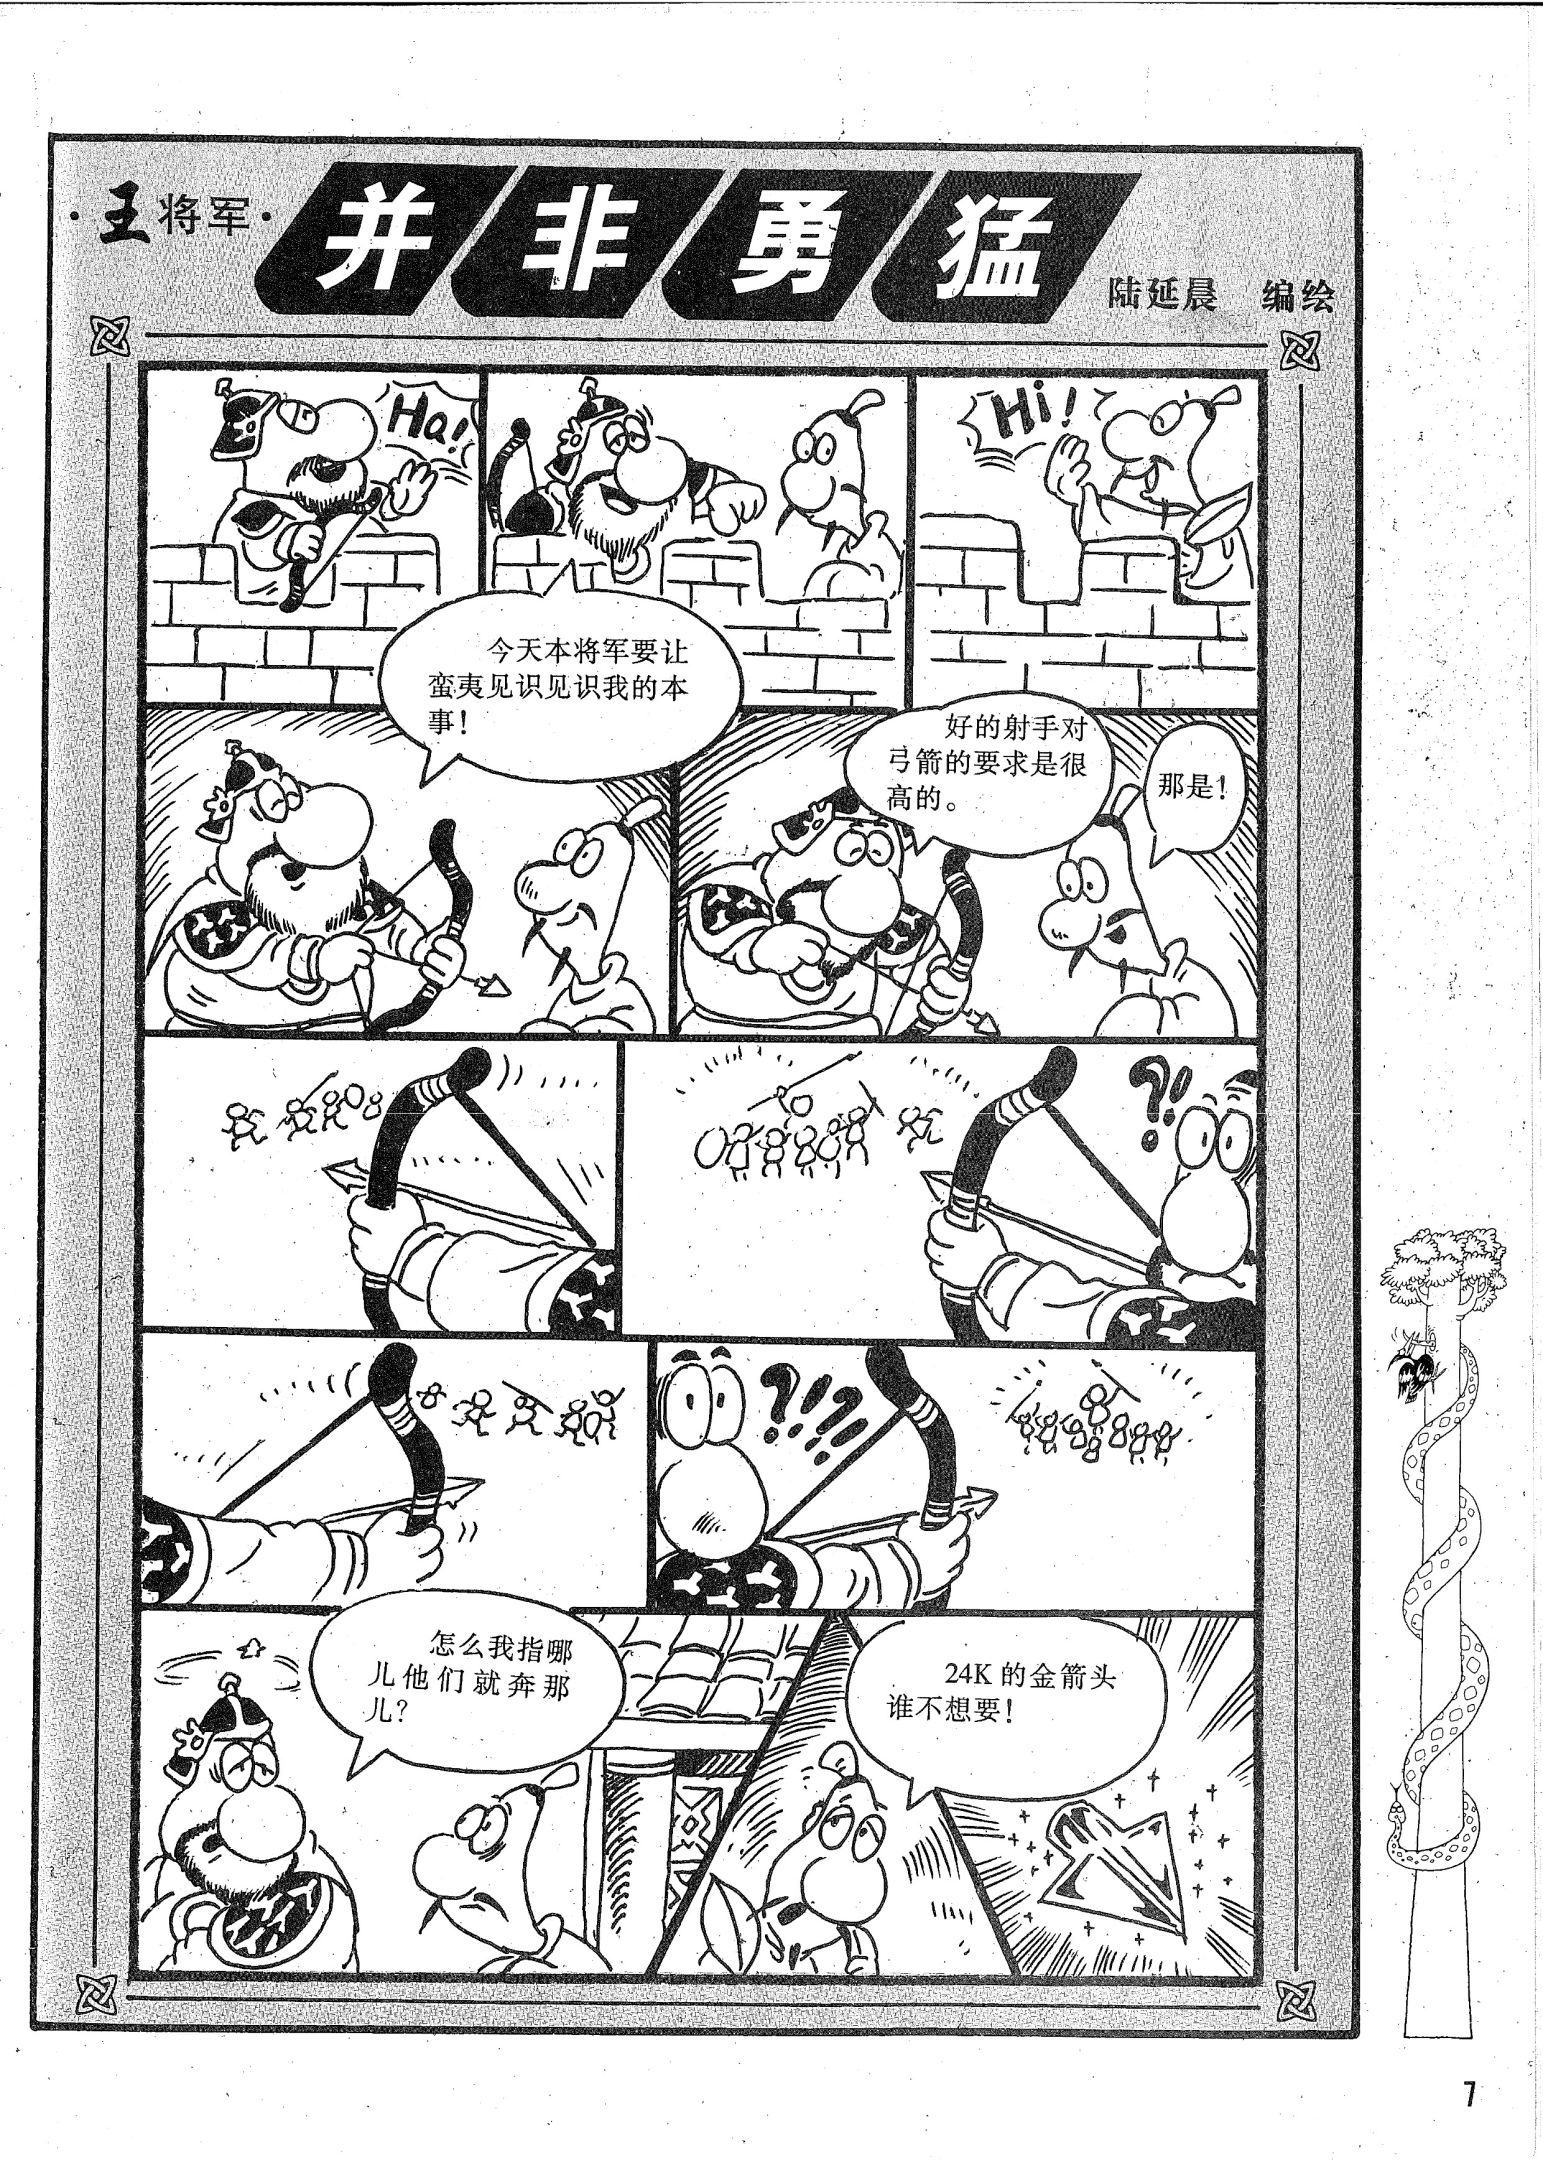 ·王将军·
并非勇猛
陆延晨 编绘
Ha!
Hi!
今天本将军要让
蛮夷见识见识我的本
事!
好的射手对
弓箭的要求是很
高的。
那是!
?!
?!!!
怎么我指哪
儿他们就奔那
儿?
24K的金箭头
谁不想要!
7